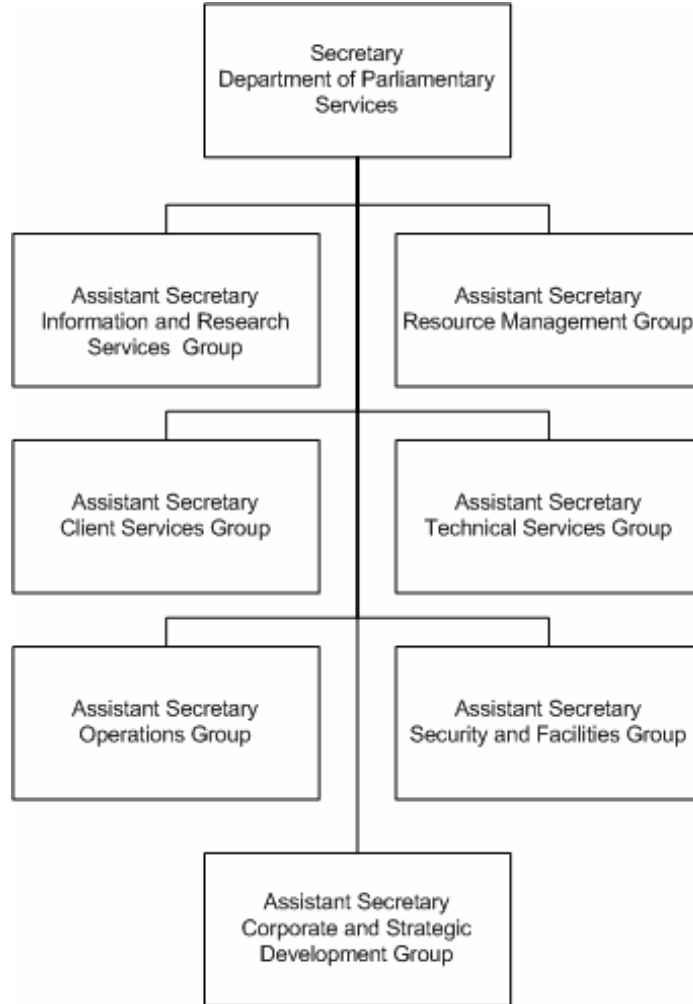 Secretary
Department of Parliamentary
Services
Assistant Secretary
Information and Research
Services Group
Assistant Secretary
Resource Management Group
Assistant Secretary
Client Services Group
Assistant Secretary
Technical Services Group
Assistant Secretary
Operations Group
Assistant Secretary
Security and Facilities Group
Assistant Secretary
Corporate and Strategic
Development Group